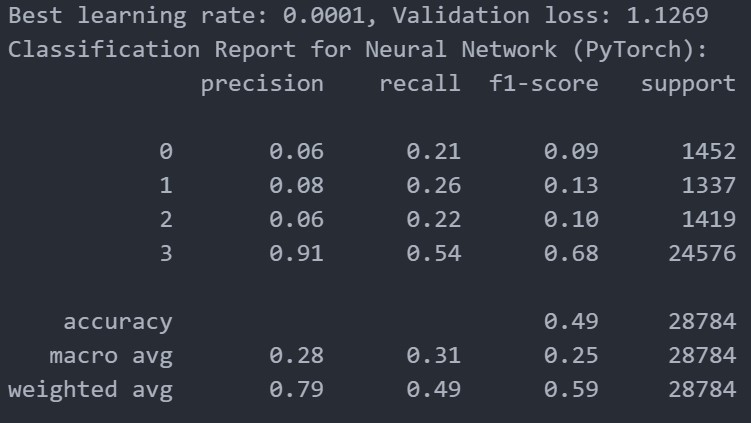 Best learning rate: 0.0001, Validation loss: 1.1269
Classification Report for Neural Network (PyTorch):
precision recall f1-score support
0 0.06 0.21 0.09 1452
1 0.08 0.26 0.13 1337
2 0.06 0.22 0.10 1419
3 0.91 0.54 0.68 24576
accuracy 0.49 28784
macro avg 0.28 0.31 0.25 28784
weighted avg 0.79 0.49 0.59 28784